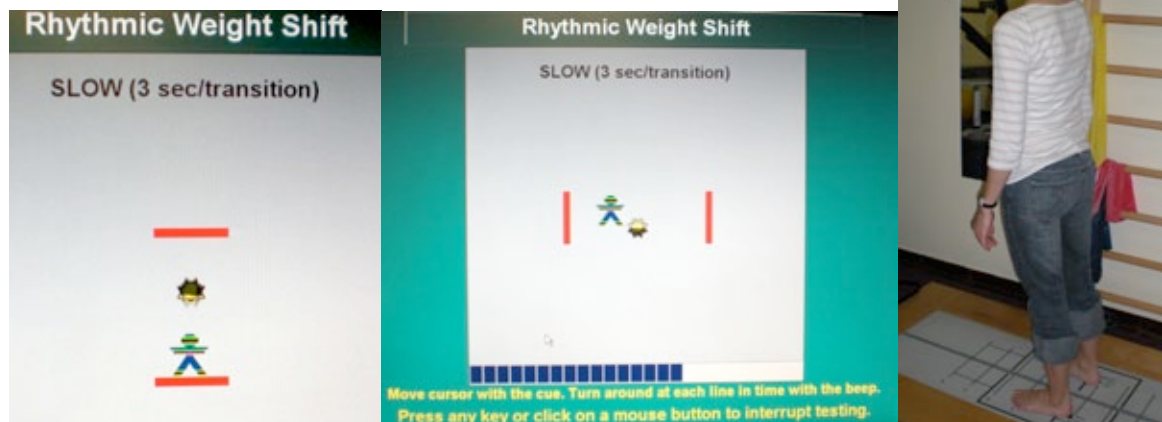 Rhythmic Weight Shift
SLOW (3 sec/transition)
Rhythmic Weight Shift
SLOW (3 sec/transition)
Move cursor with the cue. Turn around at each line in time with the beep.
Press any key or click on a mouse button to interrupt testing.